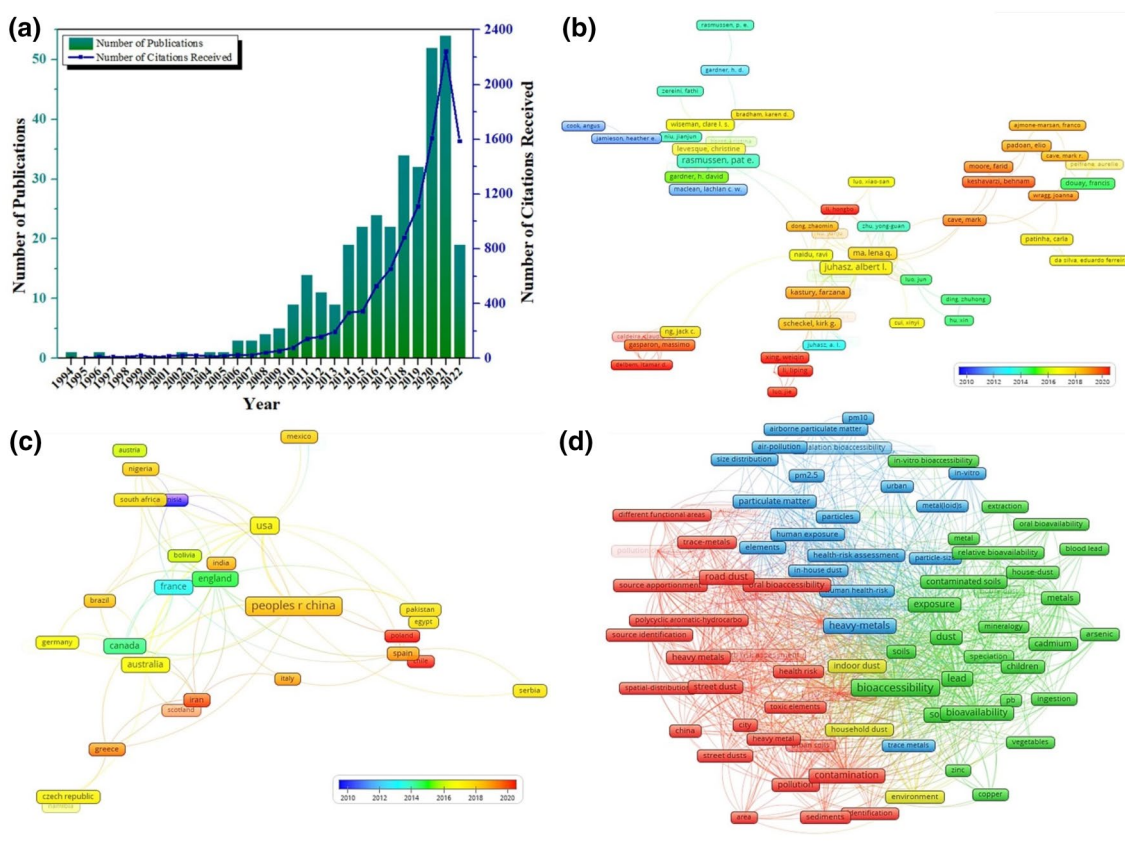 (a)
Number of Publications
Number of Citations Received
50
40
30
20
10
0
Number of Publications
2400
2000
1600
1200
800
400
0
Number of Citations Received
1994
1995
1996
1997
1998
1999
2000
2001
2002
2003
2004
2005
2006
2007
2008
2009
2010
2011
2012
2013
2014
2015
2016
2017
2018
2019
2020
2021
2022
Year
(b)
rasmussen, p. e.
gardner, h. d.
zereini, fathi
bradham, karen d.
cook, angus
wiseman, clare l. s.
jamieson, heather e.
niu, jianjun
levesque, christine
rasmussen, pat e.
gardner, h. david
maclean, lachlan c. w.
ajmone-marsan, franco
padoan, elio
cave, mark r.
moore, farid
pelfrene, aurelie
keshavarzi, behnam
douay, francis
wragg, joanna
cave, mark
patinha, carla
da silva, eduardo ferreira
luo, xiao-san
li, hongbo
dong, zhaomin
zhu, yong-guan
naidu, ravi
ma, lena q.
juhasz, albert l.
luo, jun
kastury, farzana
ding, zhuhong
hu, xin
scheckel, kirk g.
cui, xinyi
ng, jack c.
gasparon, massimo
juhasz, a. l.
xing, weiqin
li, liping
2010 2012 2014 2016 2018 2020
(c)
mexico
austria
nigeria
south africa
usa
bolivia
india
france
england
brazil
peoples r china
pakistan
egypt
germany
canada
poland
australia
spain
chile
italy
iran
scotland
serbia
greece
czech republic
2010 2012 2014 2016 2018 2020
(d)
pm10
airborne particulate matter
air-pollution
size distribution
in-vitro bioaccessibility
pm2.5
in-vitro
urban
particulate matter
metal(loid)s
extraction
different functional areas
particles
oral bioavailability
trace-metals
human exposure
metal
elements
health-risk assessment
particle-size
relative bioavailability
blood lead
in-house dust
road dust
oral bioaccessibility
contaminated soils
house-dust
source apportionment
human health-risk
metals
exposure
polycyclic aromatic-hydrocarbo
heavy-metals
mineralogy
source identification
dust
cadmium
arsenic
soils
heavy metals
speciation
indoor dust
children
health risk
lead
spatial-distribution
street dust
bioaccessibility
pb
ingestion
toxic elements
bioavailability
city
household dust
china
heavy metal
trace metals
vegetables
street dusts
zinc
contamination
pollution
environment
copper
area
sediments